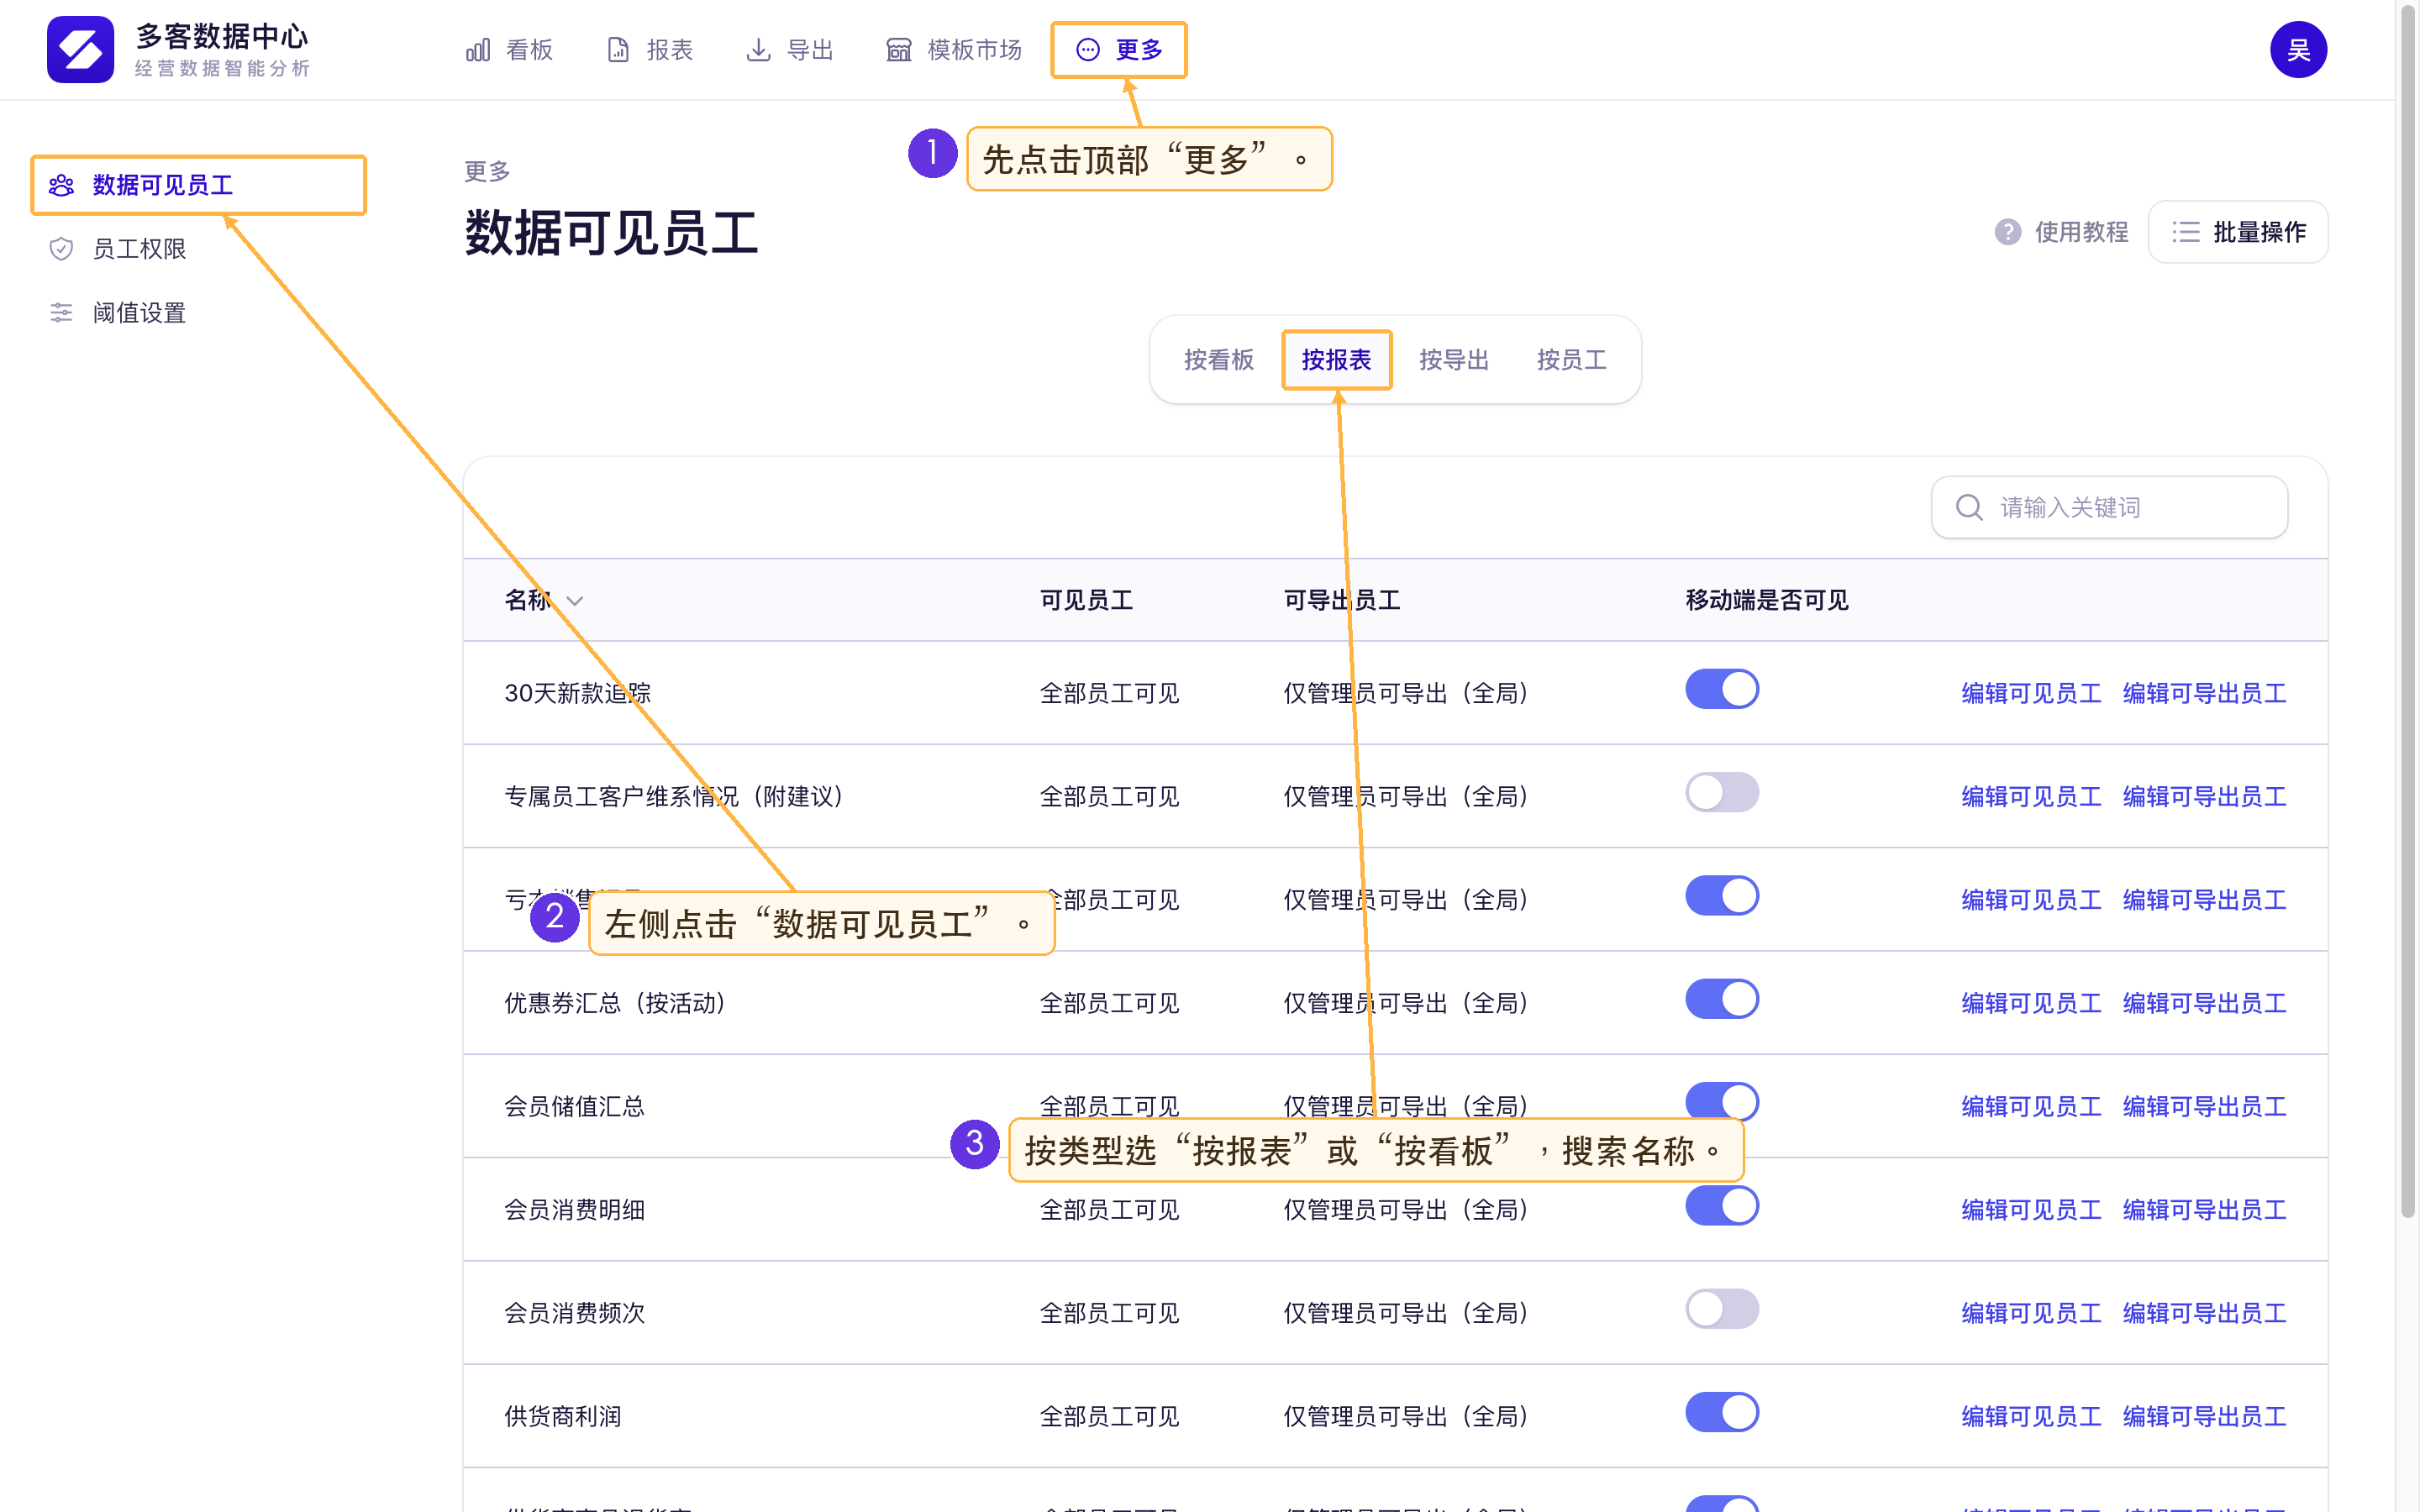 多客数据中心
经营数据智能分析
看板 报表 导出 模板市场 更多
吴
1 先点击顶部“更多”。
数据可见员工
员工权限
阈值设置
更多
数据可见员工
使用教程 批量操作
按看板 按报表 按导出 按员工
请输入关键词
名称 可见员工 可导出员工 移动端是否可见
30天新款追踪 全部员工可见 仅管理员可导出（全局） 编辑可见员工 编辑可导出员工
专属员工客户维系情况（附建议） 全部员工可见 仅管理员可导出（全局） 编辑可见员工 编辑可导出员工
全部员工可见 仅管理员可导出（全局） 编辑可见员工 编辑可导出员工
2 左侧点击“数据可见员工”。
优惠券汇总（按活动） 全部员工可见 仅管理员可导出（全局） 编辑可见员工 编辑可导出员工
会员储值汇总 全部员工可见 仅管理员可导出（全局） 编辑可见员工 编辑可导出员工
3 按类型选“按报表”或“按看板”，搜索名称。
会员消费明细 全部员工可见 仅管理员可导出（全局） 编辑可见员工 编辑可导出员工
会员消费频次 全部员工可见 仅管理员可导出（全局） 编辑可见员工 编辑可导出员工
供货商利润 全部员工可见 仅管理员可导出（全局） 编辑可见员工 编辑可导出员工